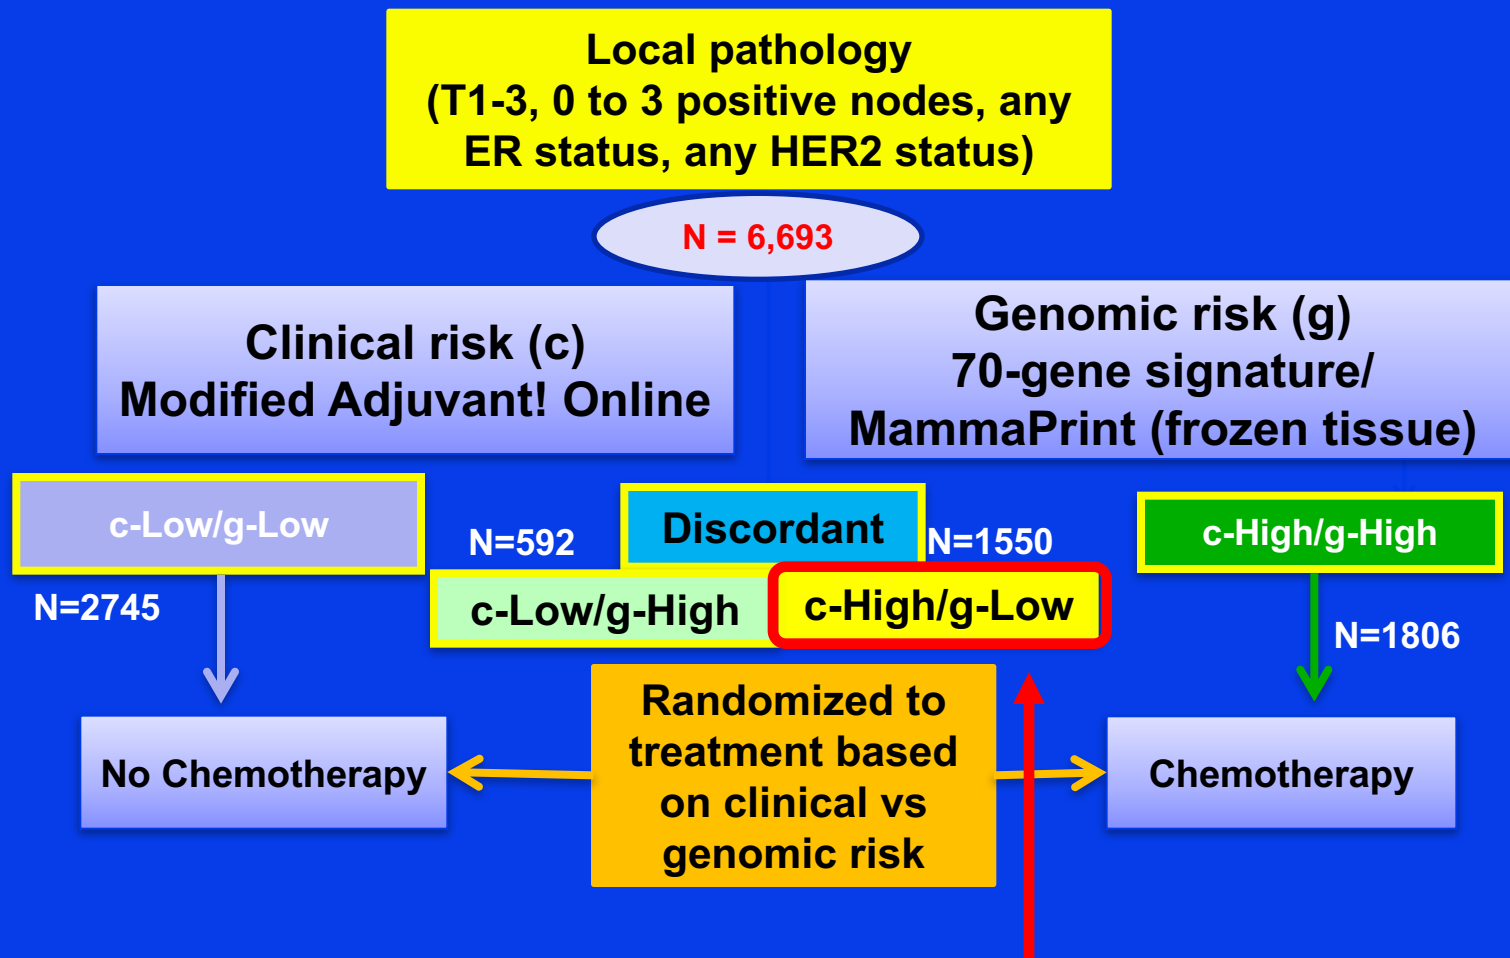 Local pathology
(T1-3, 0 to 3 positive nodes, any
ER status, any HER2 status)
N = 6,693
Clinical risk (c)
Modified Adjuvant! Online
Genomic risk (g)
70-gene signature/
MammaPrint (frozen tissue)
c-Low/g-Low
N=2745
N=592
Discordant
N=1550
c-Low/g-High
c-High/g-Low
c-High/g-High
N=1806
No Chemotherapy
Randomized to
treatment based
on clinical vs
genomic risk
Chemotherapy